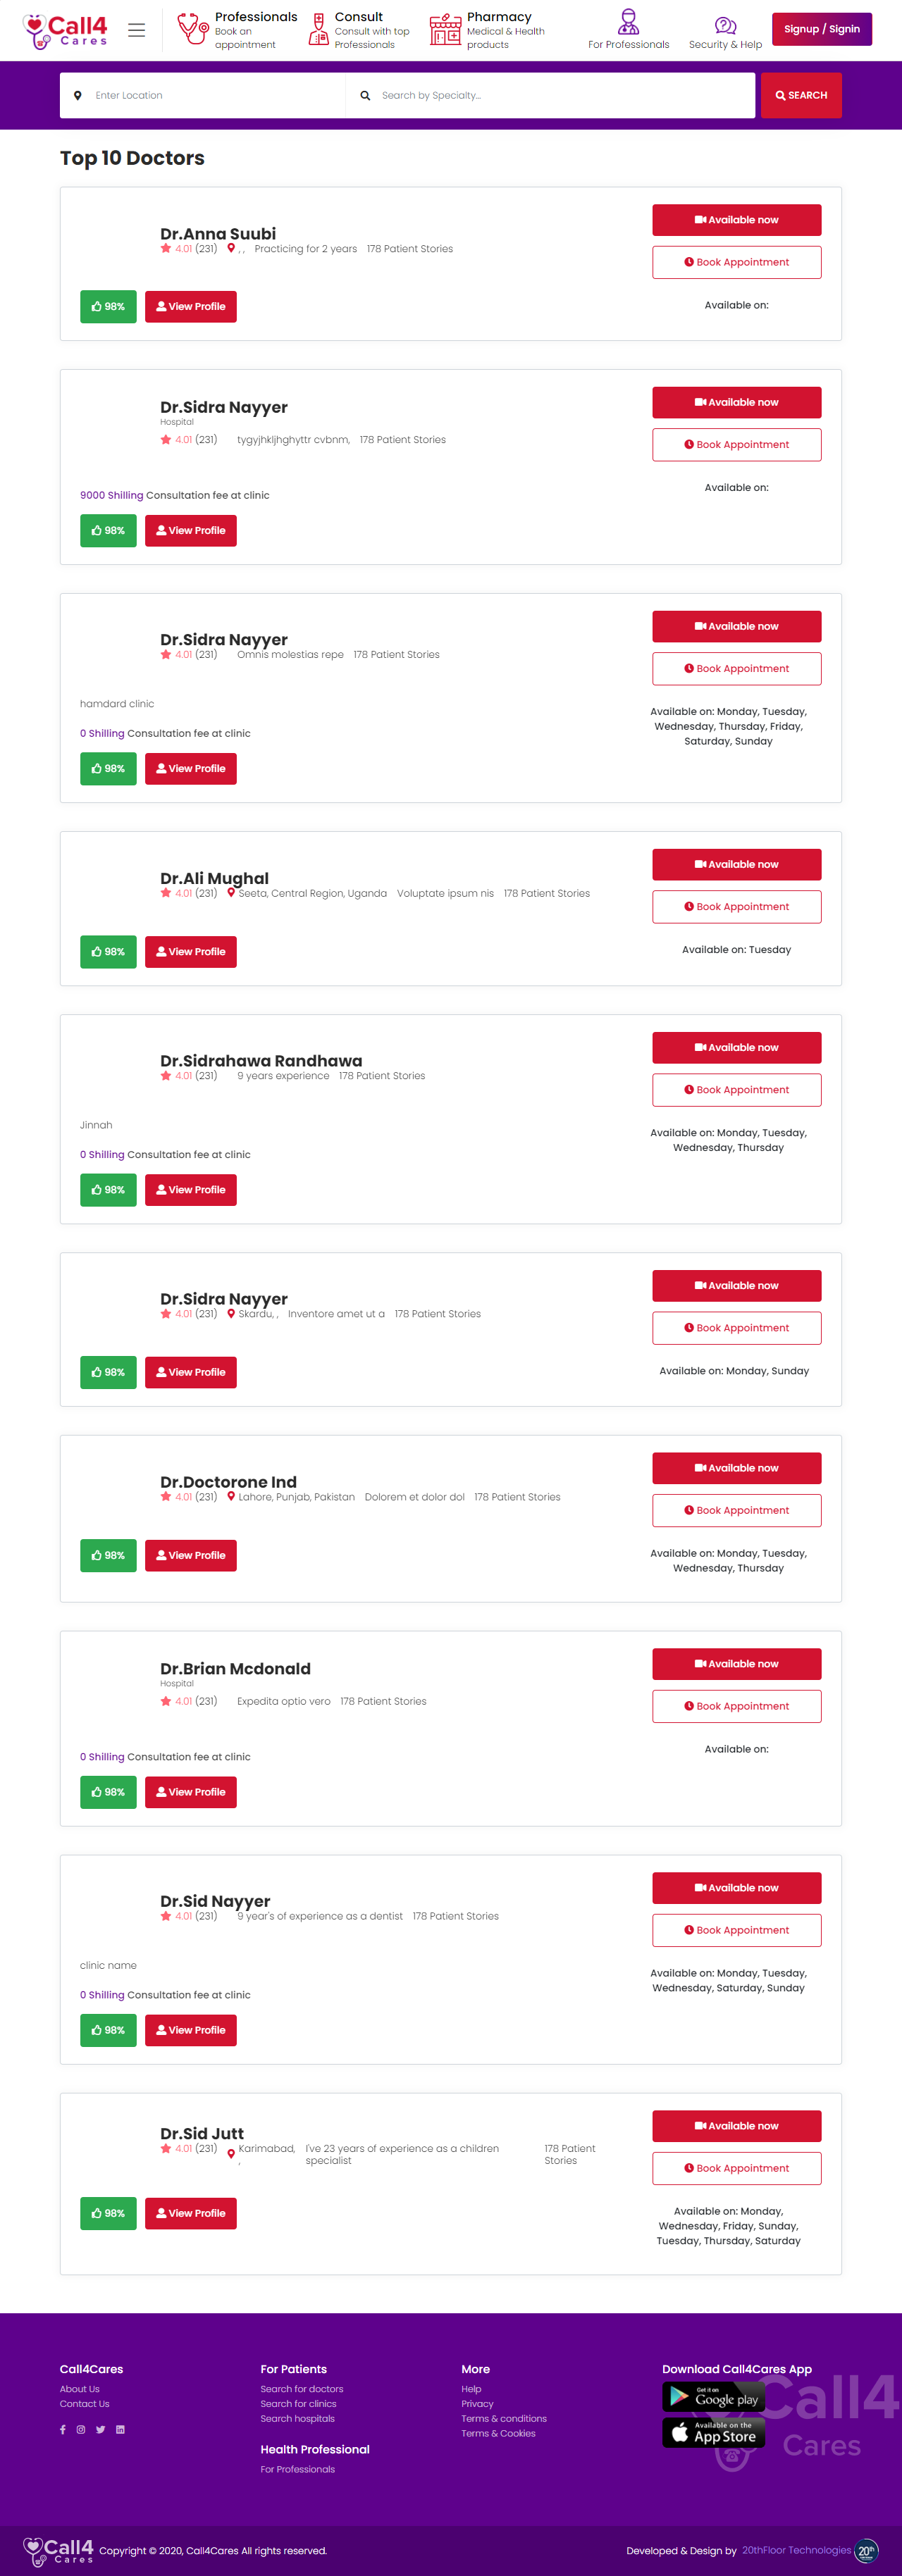 Call4 Cares
Professionals
Book an
appointment
Consult
Consult with top
Professionals
Pharmacy
Medical & Health
products
For Professionals
Security & Help
Signup / Signin
Enter Location
Search by Specialty...
SEARCH
Top 10 Doctors
Dr.Anna Suubi
4.01 (231) , , Practicing for 2 years 178 Patient Stories
98% View Profile
Available now
Book Appointment
Available on:
Dr.Sidra Nayyer
Hospital
4.01 (231) tygyjhkljhghyttr cvbnm, 178 Patient Stories
9000 Shilling Consultation fee at clinic
98% View Profile
Available now
Book Appointment
Available on:
Dr.Sidra Nayyer
4.01 (231) Omnis molestias repe 178 Patient Stories
hamdard clinic
0 Shilling Consultation fee at clinic
98% View Profile
Available now
Book Appointment
Available on: Monday, Tuesday,
Wednesday, Thursday, Friday,
Saturday, Sunday
Dr.Ali Mughal
4.01 (231) Seeta, Central Region, Uganda Voluptate ipsum nis 178 Patient Stories
98% View Profile
Available now
Book Appointment
Available on: Tuesday
Dr.Sidrahawa Randhawa
4.01 (231) 9 years experience 178 Patient Stories
Jinnah
0 Shilling Consultation fee at clinic
98% View Profile
Available now
Book Appointment
Available on: Monday, Tuesday,
Wednesday, Thursday
Dr.Sidra Nayyer
4.01 (231) Skardu, , Inventore amet ut a 178 Patient Stories
98% View Profile
Available now
Book Appointment
Available on: Monday, Sunday
Dr.Doctorone Ind
4.01 (231) Lahore, Punjab, Pakistan Dolorem et dolor dol 178 Patient Stories
98% View Profile
Available now
Book Appointment
Available on: Monday, Tuesday,
Wednesday, Thursday
Dr.Brian Mcdonald
Hospital
4.01 (231) Expedita optio vero 178 Patient Stories
0 Shilling Consultation fee at clinic
98% View Profile
Available now
Book Appointment
Available on:
Dr.Sid Nayyer
4.01 (231) 9 year's of experience as a dentist 178 Patient Stories
clinic name
0 Shilling Consultation fee at clinic
98% View Profile
Available now
Book Appointment
Available on: Monday, Tuesday,
Wednesday, Saturday, Sunday
Dr.Sid Jutt
4.01 (231) Karimabad, I've 23 years of experience as a children 178 Patient
, specialist Stories
98% View Profile
Available now
Book Appointment
Available on: Monday,
Wednesday, Friday, Sunday,
Tuesday, Thursday, Saturday
Call4Cares
About Us
Contact Us
For Patients
Search for doctors
Search for clinics
Search hospitals
Health Professional
For Professionals
More
Help
Privacy
Terms & conditions
Terms & Cookies
Download Call4Cares App
Get it on
Google play
Available on the
App Store
Call4
Cares
Call4 Cares
Copyright © 2020, Call4Cares All rights reserved.
Developed & Design by 20thFloor Technologies 20th